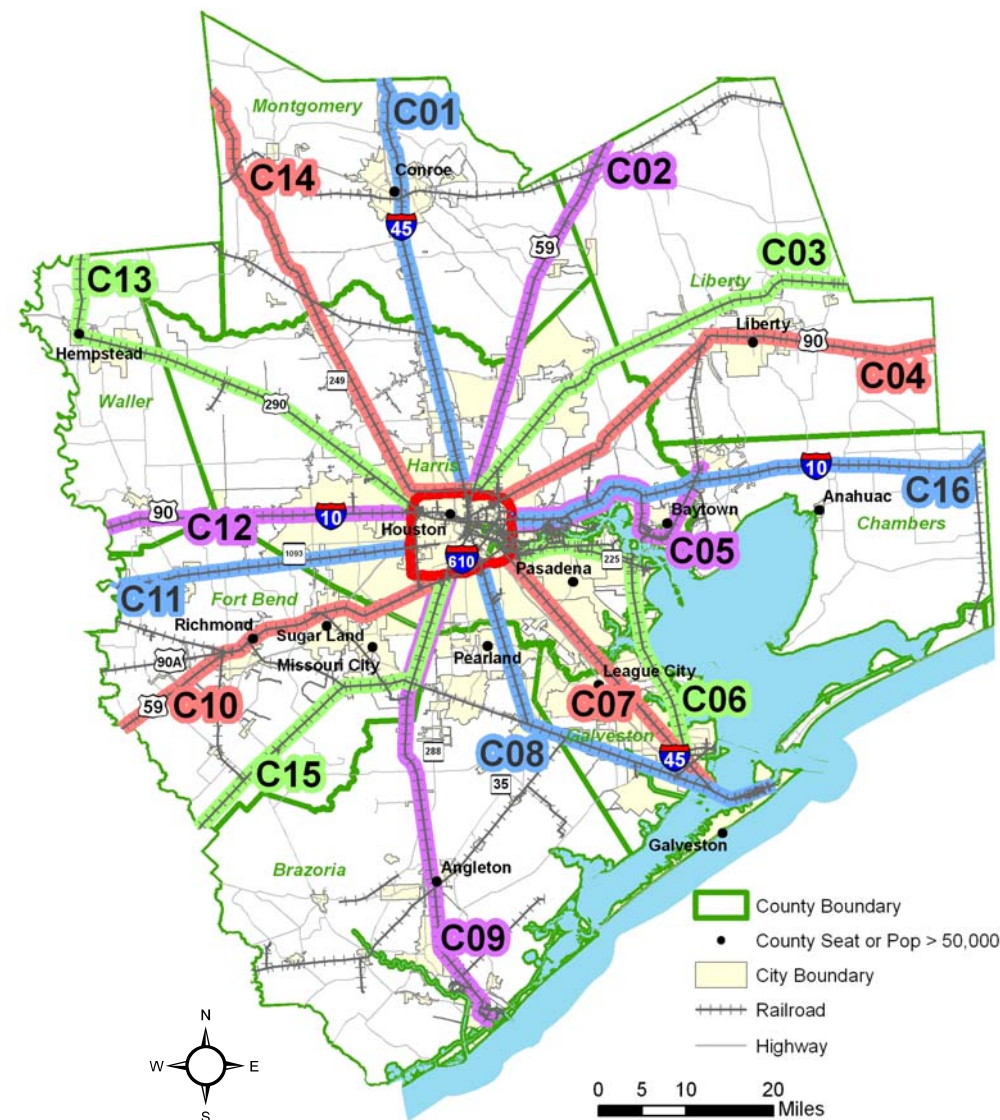 Montgomery
C01
C14
Conroe
C02
45
59
C03
C13
Liberty
Liberty
90
Hempstead
C04
249
Waller
290
Harris
10
90
C12
10
Houston
Baytown
Anahuac
C16
Chambers
1093
610
225
C05
Pasadena
C11
Fort Bend
Richmond
Sugar Land
90A
Missouri City
Pearland
League City
59
C10
C07
C06
Galveston
C15
288
C08
45
35
Galveston
Brazoria
Angleton
C09
County Boundary
County Seat or Pop > 50,000
City Boundary
Railroad
Highway
N
W
E
S
0 5 10 20
Miles